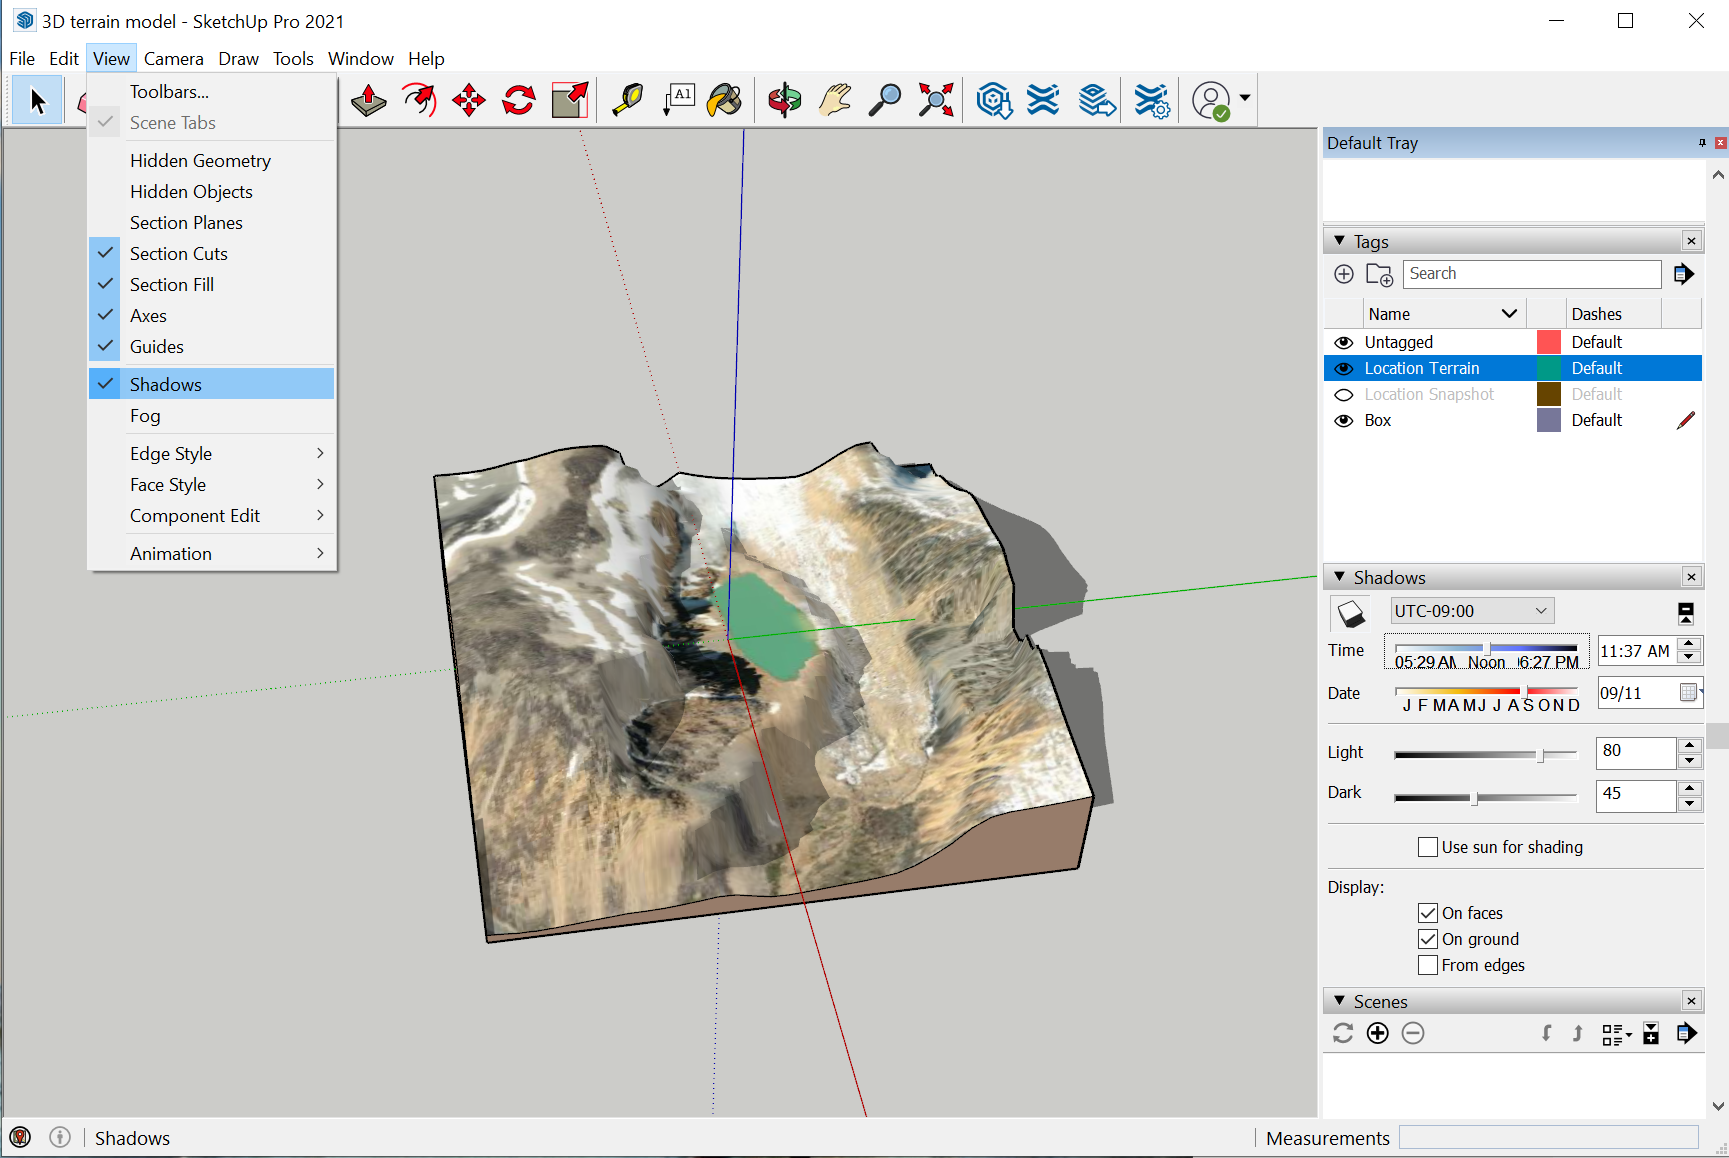 3D terrain model - SketchUp Pro 2021
File Edit View Camera Draw Tools Window Help
Toolbars...
Scene Tabs
Hidden Geometry
Hidden Objects
Section Planes
Section Cuts
Section Fill
Axes
Guides
Shadows
Fog
Edge Style
Face Style
Component Edit
Animation
A1
Default Tray
Tags
Search
Name Dashes
Untagged Default
Location Terrain Default
Location Snapshot Default
Box Default
Shadows
UTC-09:00
Time 05:29 AM Noon 06:27 PM 11:37 AM
Date J F M A M J J A S O N D 09/11
Light 80
Dark 45
Use sun for shading
Display:
On faces
On ground
From edges
Scenes
Shadows Measurements